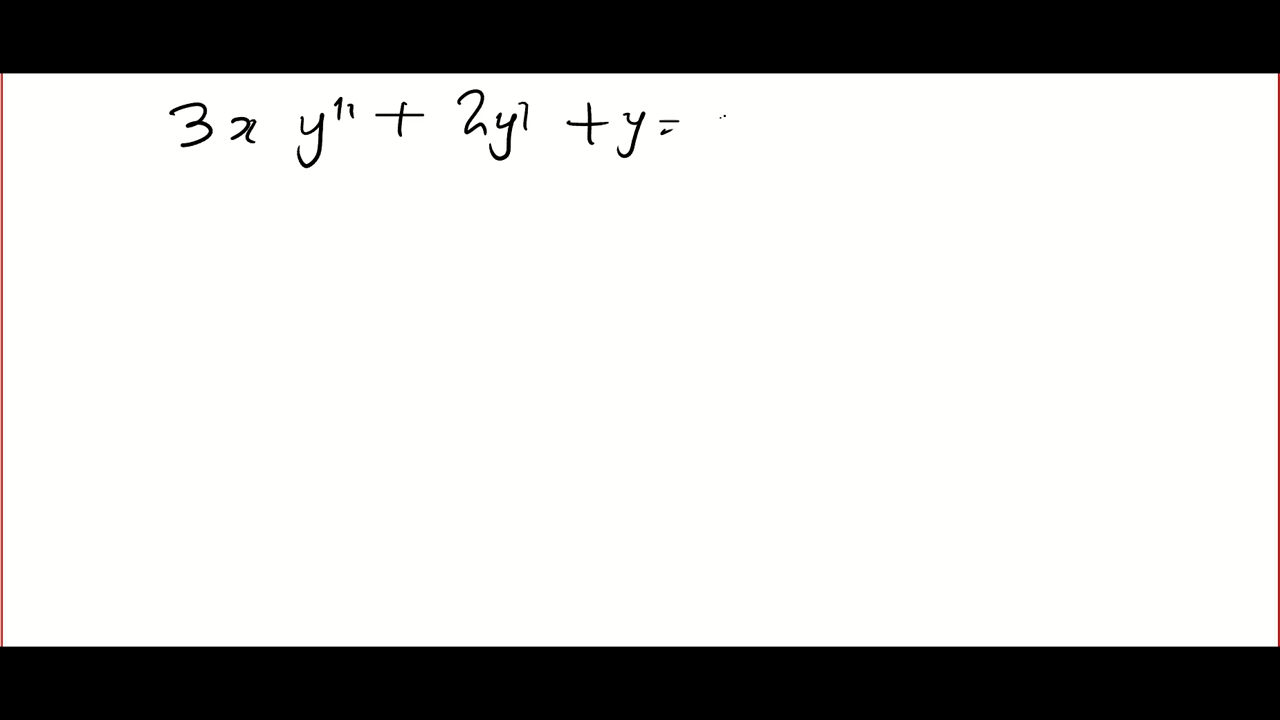 3x y'' + 2y' + y =